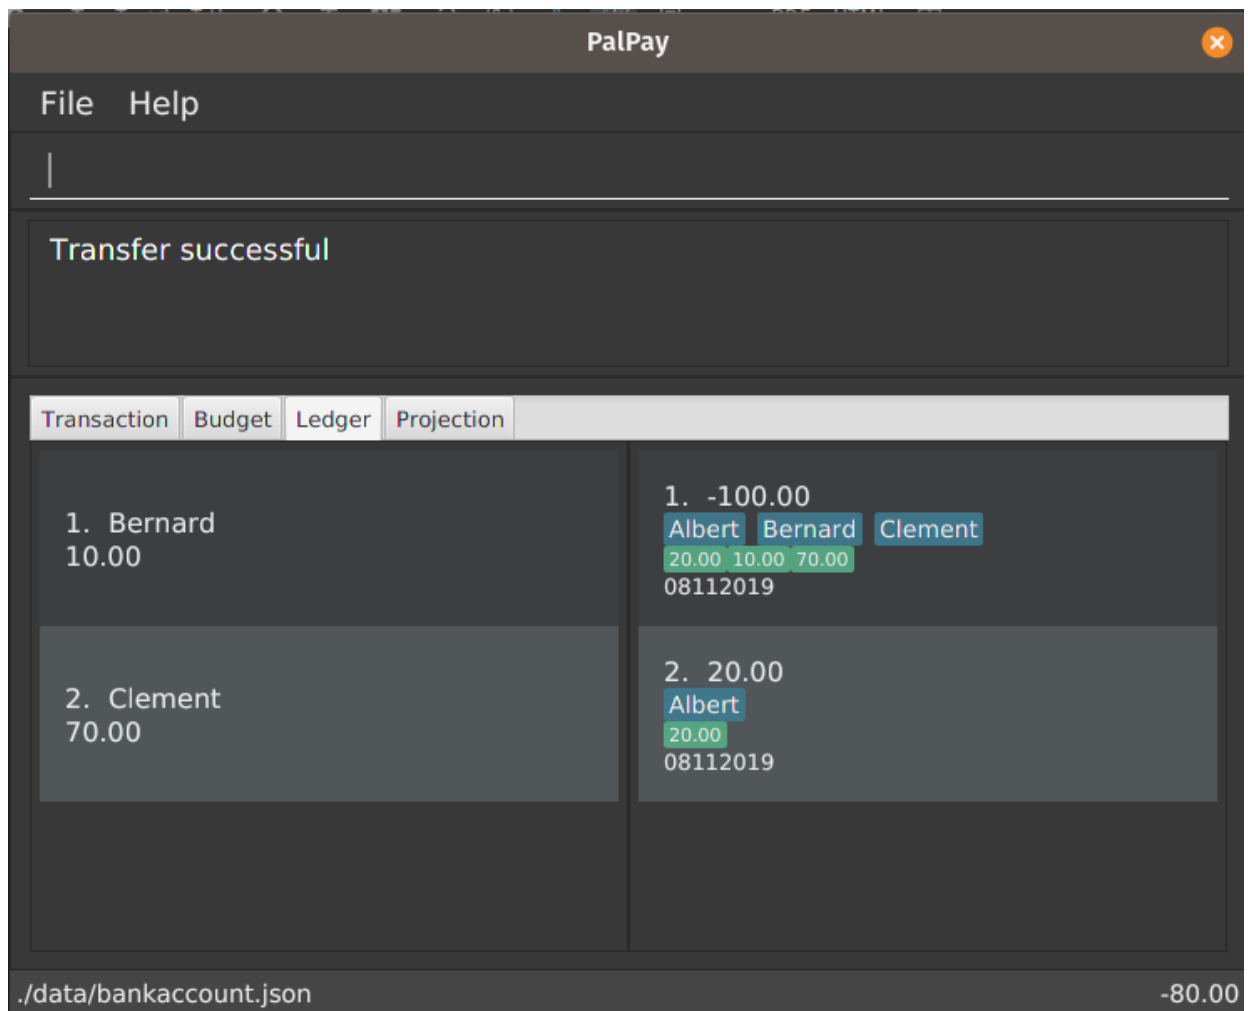 PalPay
File Help
Transfer successful
Transaction Budget Ledger Projection
1. Bernard
10.00
2. Clement
70.00
1. -100.00
Albert Bernard Clement
20.00 10.00 70.00
08112019
2. 20.00
Albert
20.00
08112019
./data/bankaccount.json -80.00